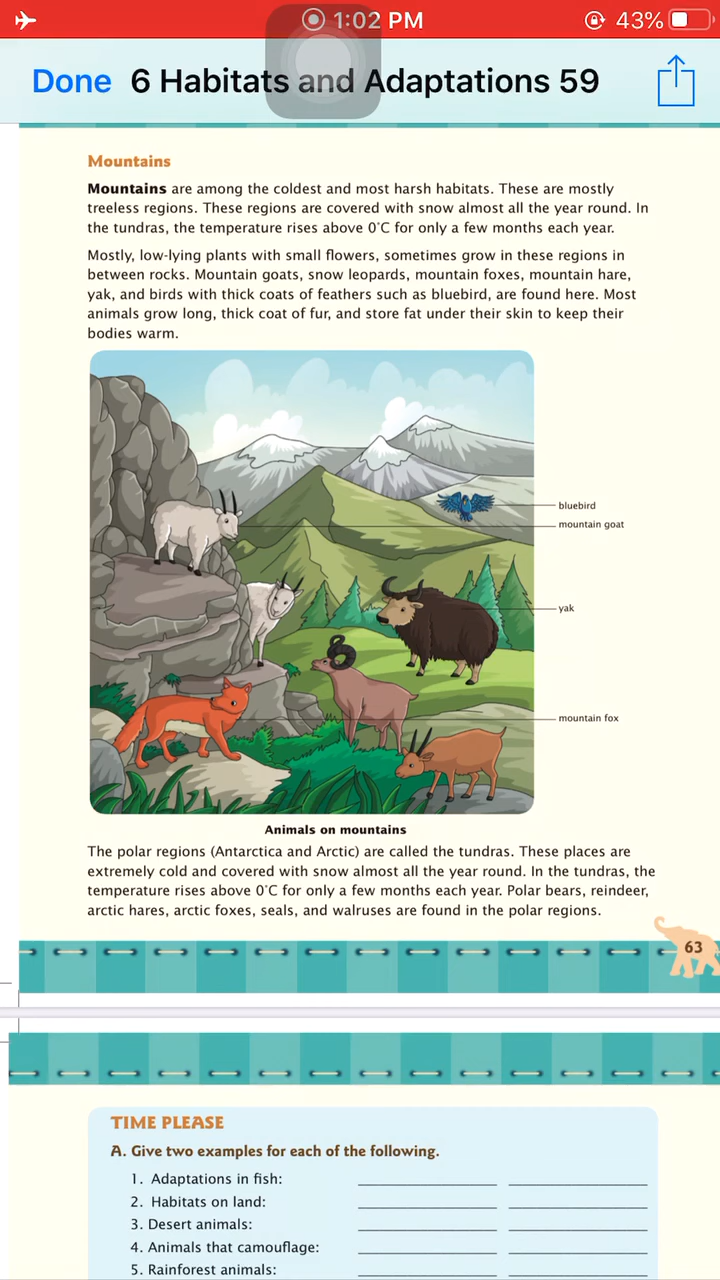 1:02 PM
43%
Done
6 Habitats and Adaptations 59
Mountains
Mountains are among the coldest and most harsh habitats. These are mostly
treeless regions. These regions are covered with snow almost all the year round. In
the tundras, the temperature rises above 0°C for only a few months each year.
Mostly, low-lying plants with small flowers, sometimes grow in these regions in
between rocks. Mountain goats, snow leopards, mountain foxes, mountain hare,
yak, and birds with thick coats of feathers such as bluebird, are found here. Most
animals grow long, thick coat of fur, and store fat under their skin to keep their
bodies warm.
bluebird
mountain goat
yak
mountain fox
Animals on mountains
The polar regions (Antarctica and Arctic) are called the tundras. These places are
extremely cold and covered with snow almost all the year round. In the tundras, the
temperature rises above 0°C for only a few months each year. Polar bears, reindeer,
arctic hares, arctic foxes, seals, and walruses are found in the polar regions.
63
TIME PLEASE
A. Give two examples for each of the following.
1. Adaptations in fish:
2. Habitats on land:
3. Desert animals:
4. Animals that camouflage:
5. Rainforest animals: